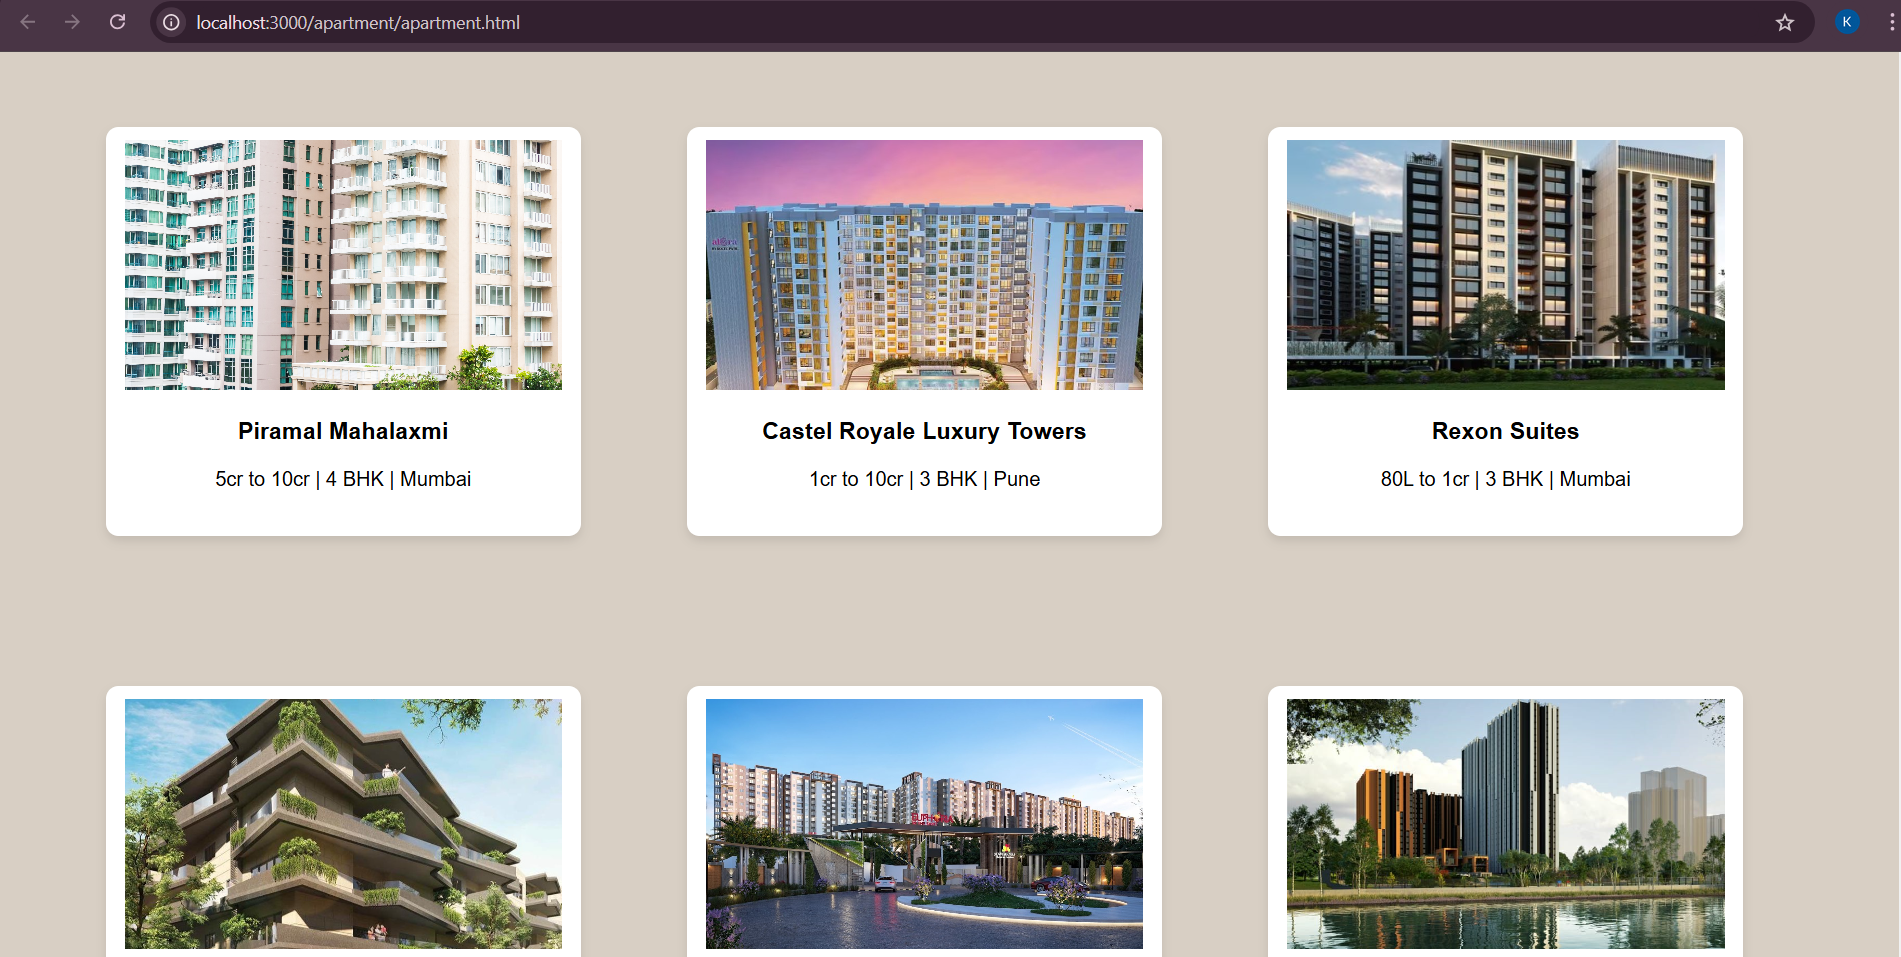 localhost:3000/apartment/apartment.html
K
Piramal Mahalaxmi
5cr to 10cr | 4 BHK | Mumbai
Castel Royale Luxury Towers
1cr to 10cr | 3 BHK | Pune
Rexon Suites
80L to 1cr | 3 BHK | Mumbai